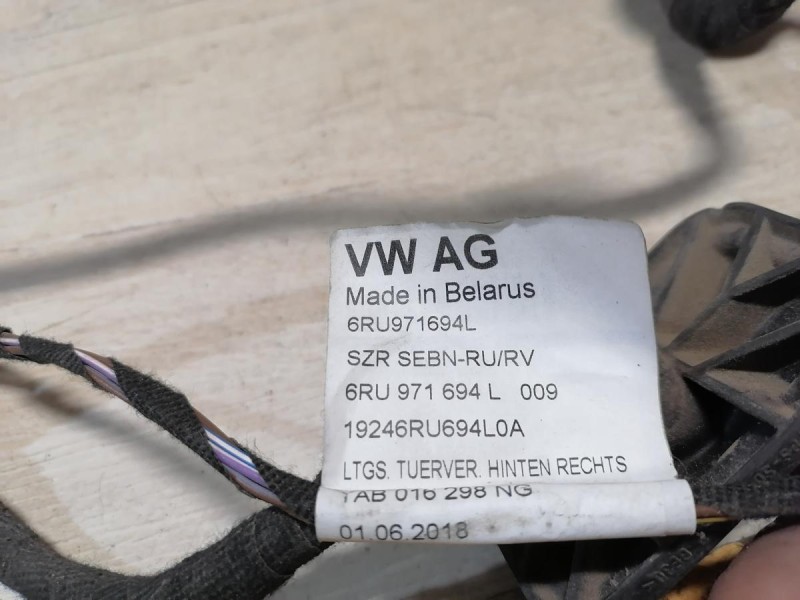 VW AG
Made in Belarus
6RU971694L
SZR SEBN-RU/RV
6RU 971 694 L 009
19246RU694L0A
LTGS. TUERVER. HINTEN RECHTS
TAB 016 298 NG
01.06.2018